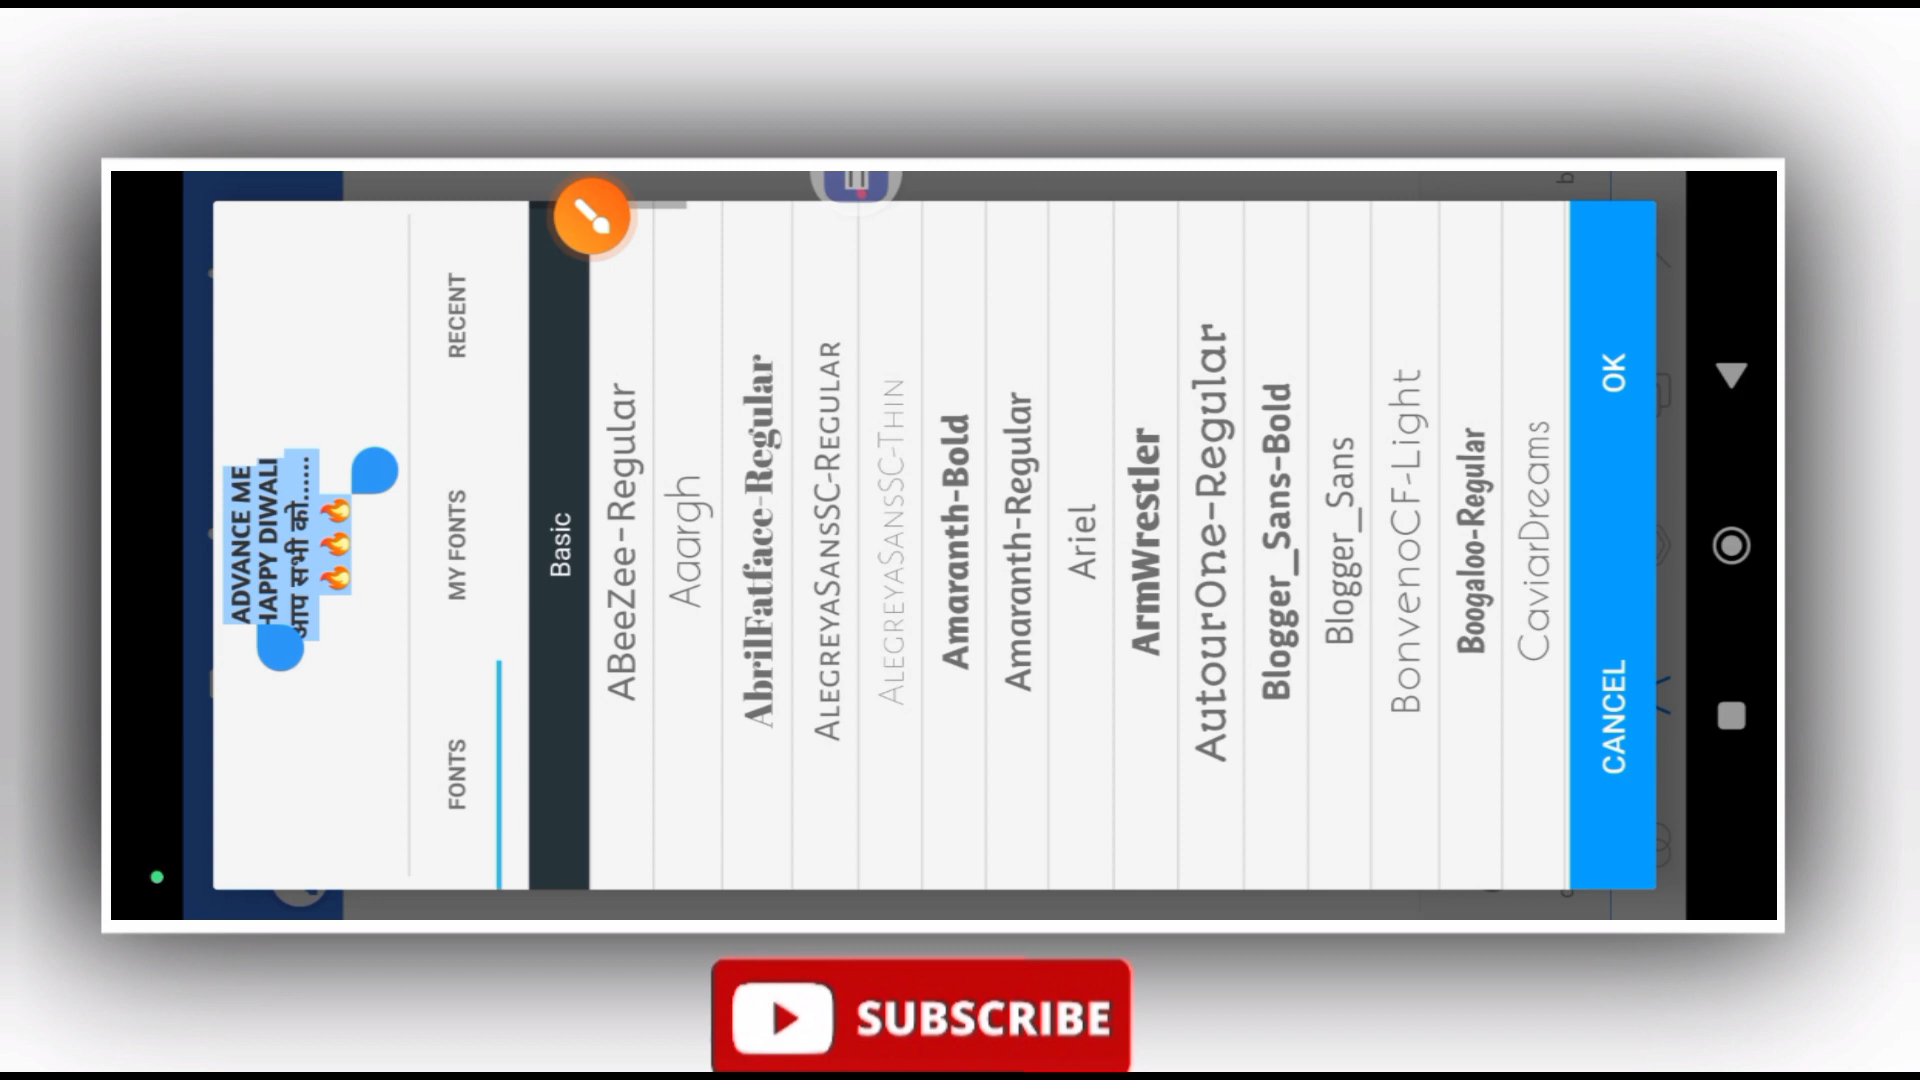 ADVANCE ME
HAPPY DIWALI
आप सभी को......
🔥🔥🔥
FONTS
MY FONTS
RECENT
Basic
ABeeZee-Regular
Aaargh
AbrilFatface-Regular
AlegreyaSansSC-Regular
AlegreyaSansSC-Thin
Amaranth-Bold
Amaranth-Regular
Ariel
ArmWrestler
AutourOne-Regular
Blogger_Sans-Bold
Blogger_Sans
BonvenoCF-Light
Boogaloo-Regular
CaviarDreams
CANCEL
OK
SUBSCRIBE